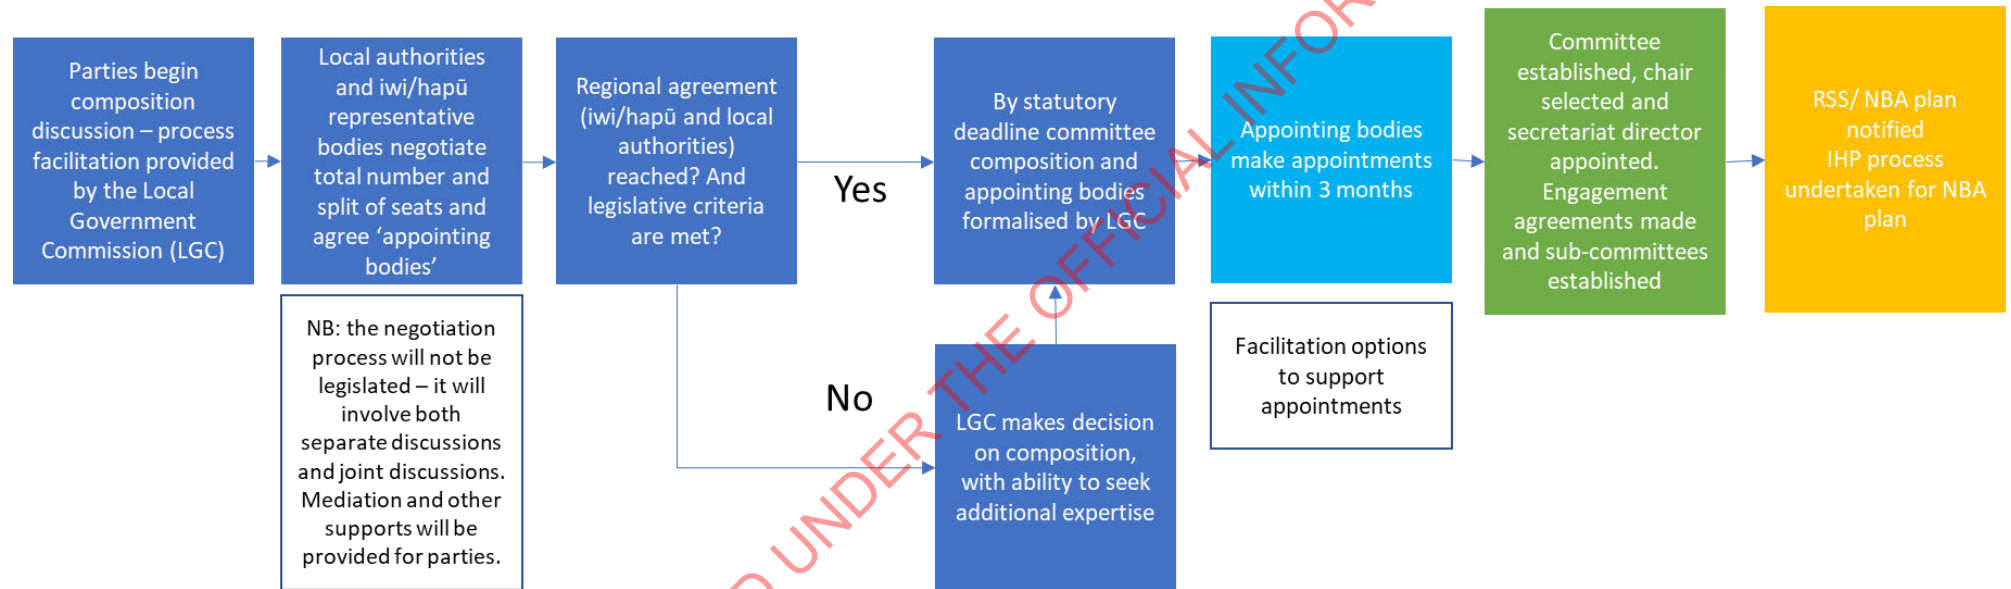 Parties begin
composition
discussion – process
facilitation provided
by the Local
Government
Commission (LGC)
Local authorities
and iwi/hapū
representative
bodies negotiate
total number and
split of seats and
agree ‘appointing
bodies’
NB: the negotiation
process will not be
legislated – it will
involve both
separate discussions
and joint discussions.
Mediation and other
supports will be
provided for parties.
Regional agreement
(iwi/hapū and local
authorities)
reached? And
legislative criteria
are met?
Yes
No
By statutory
deadline committee
composition and
appointing bodies
formalised by LGC
LGC makes decision
on composition,
with ability to seek
additional expertise
Appointing bodies
make appointments
within 3 months
Facilitation options
to support
appointments
Committee
established, chair
selected and
secretariat director
appointed.
Engagement
agreements made
and sub-committees
established
RSS/ NBA plan
notified
IHP process
undertaken for NBA
plan
UNDER THE OFFICIAL